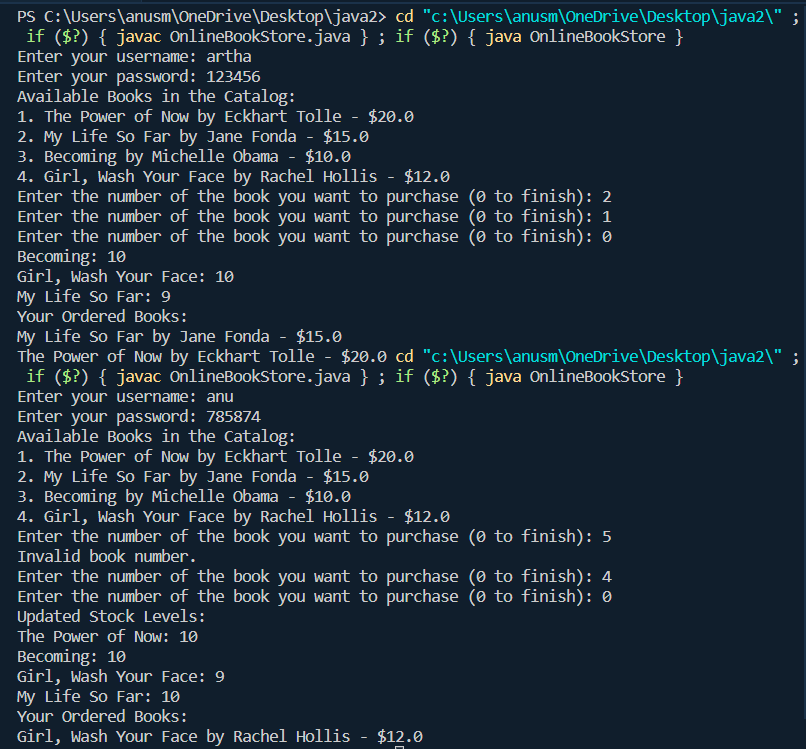 PS C:\Users\anusm\OneDrive\Desktop\java2> cd "c:\Users\anusm\OneDrive\Desktop\java2\" ;
if ($?) { javac OnlineBookStore.java } ; if ($?) { java OnlineBookStore }
Enter your username: artha
Enter your password: 123456
Available Books in the Catalog:
1. The Power of Now by Eckhart Tolle - $20.0
2. My Life So Far by Jane Fonda - $15.0
3. Becoming by Michelle Obama - $10.0
4. Girl, Wash Your Face by Rachel Hollis - $12.0
Enter the number of the book you want to purchase (0 to finish): 2
Enter the number of the book you want to purchase (0 to finish): 1
Enter the number of the book you want to purchase (0 to finish): 0
Becoming: 10
Girl, Wash Your Face: 10
My Life So Far: 9
Your Ordered Books:
My Life So Far by Jane Fonda - $15.0
The Power of Now by Eckhart Tolle - $20.0 cd "c:\Users\anusm\OneDrive\Desktop\java2\" ;
if ($?) { javac OnlineBookStore.java } ; if ($?) { java OnlineBookStore }
Enter your username: anu
Enter your password: 785874
Available Books in the Catalog:
1. The Power of Now by Eckhart Tolle - $20.0
2. My Life So Far by Jane Fonda - $15.0
3. Becoming by Michelle Obama - $10.0
4. Girl, Wash Your Face by Rachel Hollis - $12.0
Enter the number of the book you want to purchase (0 to finish): 5
Invalid book number.
Enter the number of the book you want to purchase (0 to finish): 4
Enter the number of the book you want to purchase (0 to finish): 0
Updated Stock Levels:
The Power of Now: 10
Becoming: 10
Girl, Wash Your Face: 9
My Life So Far: 10
Your Ordered Books:
Girl, Wash Your Face by Rachel Hollis - $12.0